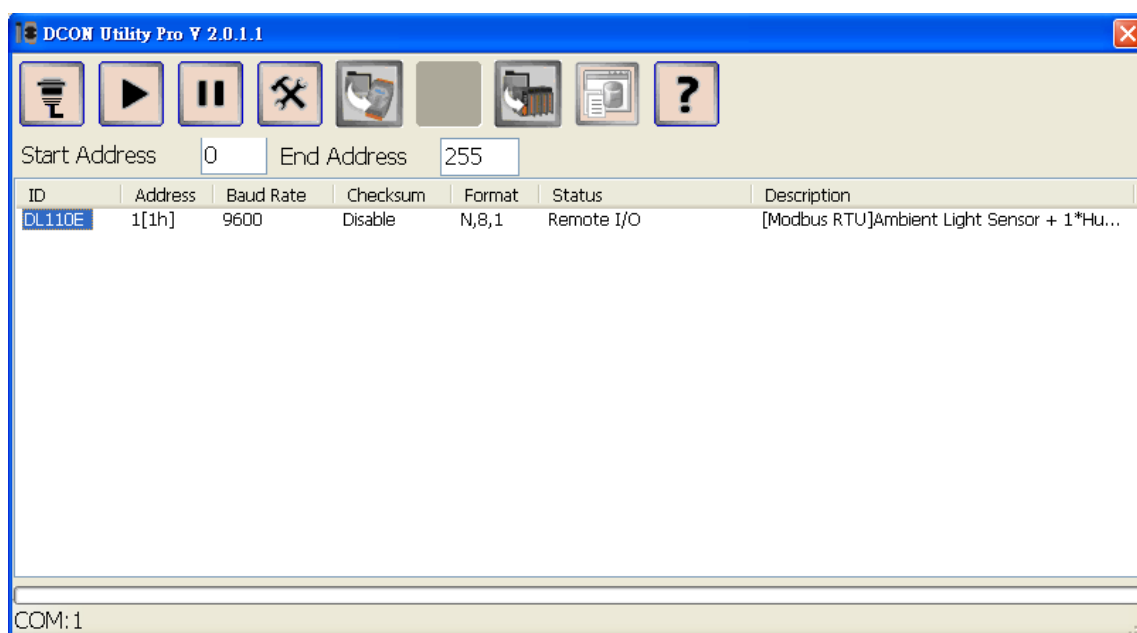 DCON Utility Pro V 2.0.1.1
?
Start Address 0 End Address 255
ID Address Baud Rate Checksum Format Status Description
DL110E 1[1h] 9600 Disable N,8,1 Remote I/O [Modbus RTU]Ambient Light Sensor + 1*Hu...
COM:1